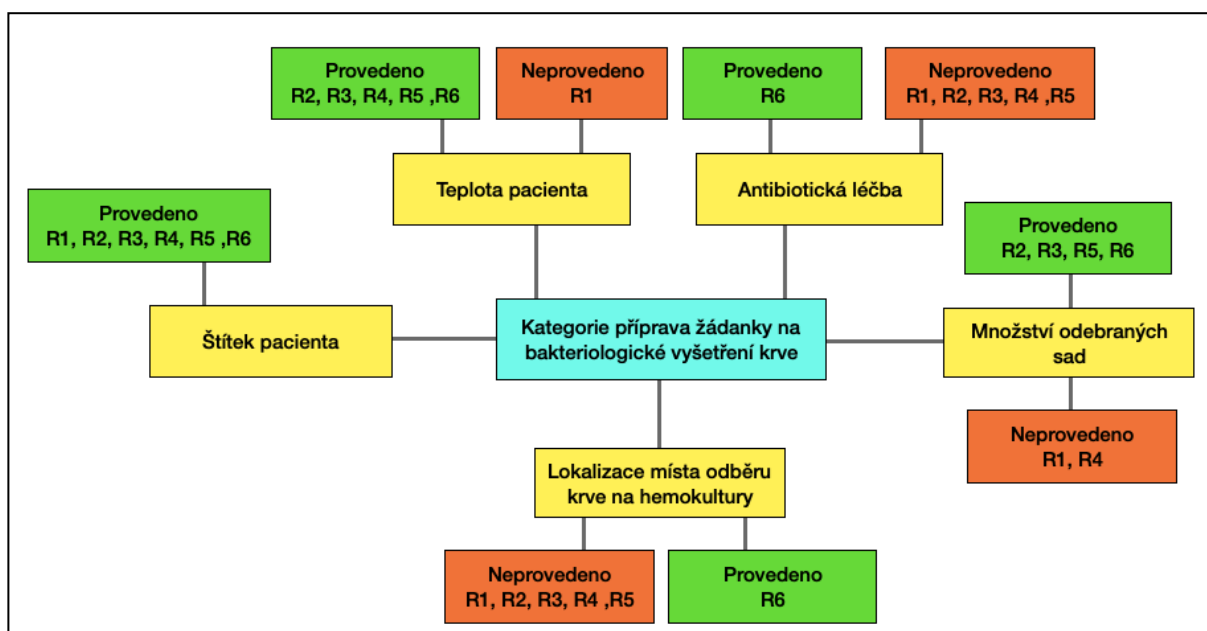 Provedeno
R2, R3, R4, R5 ,R6
Neprovedeno
R1
Provedeno
R6
Neprovedeno
R1, R2, R3, R4 ,R5
Teplota pacienta
Antibiotická léčba
Provedeno
R1, R2, R3, R4, R5 ,R6
Provedeno
R2, R3, R5, R6
Štítek pacienta
Kategorie příprava žádanky na
bakteriologické vyšetření krve
Množství odebraných
sad
Neprovedeno
R1, R4
Lokalizace místa odběru
krve na hemokultury
Neprovedeno
R1, R2, R3, R4 ,R5
Provedeno
R6